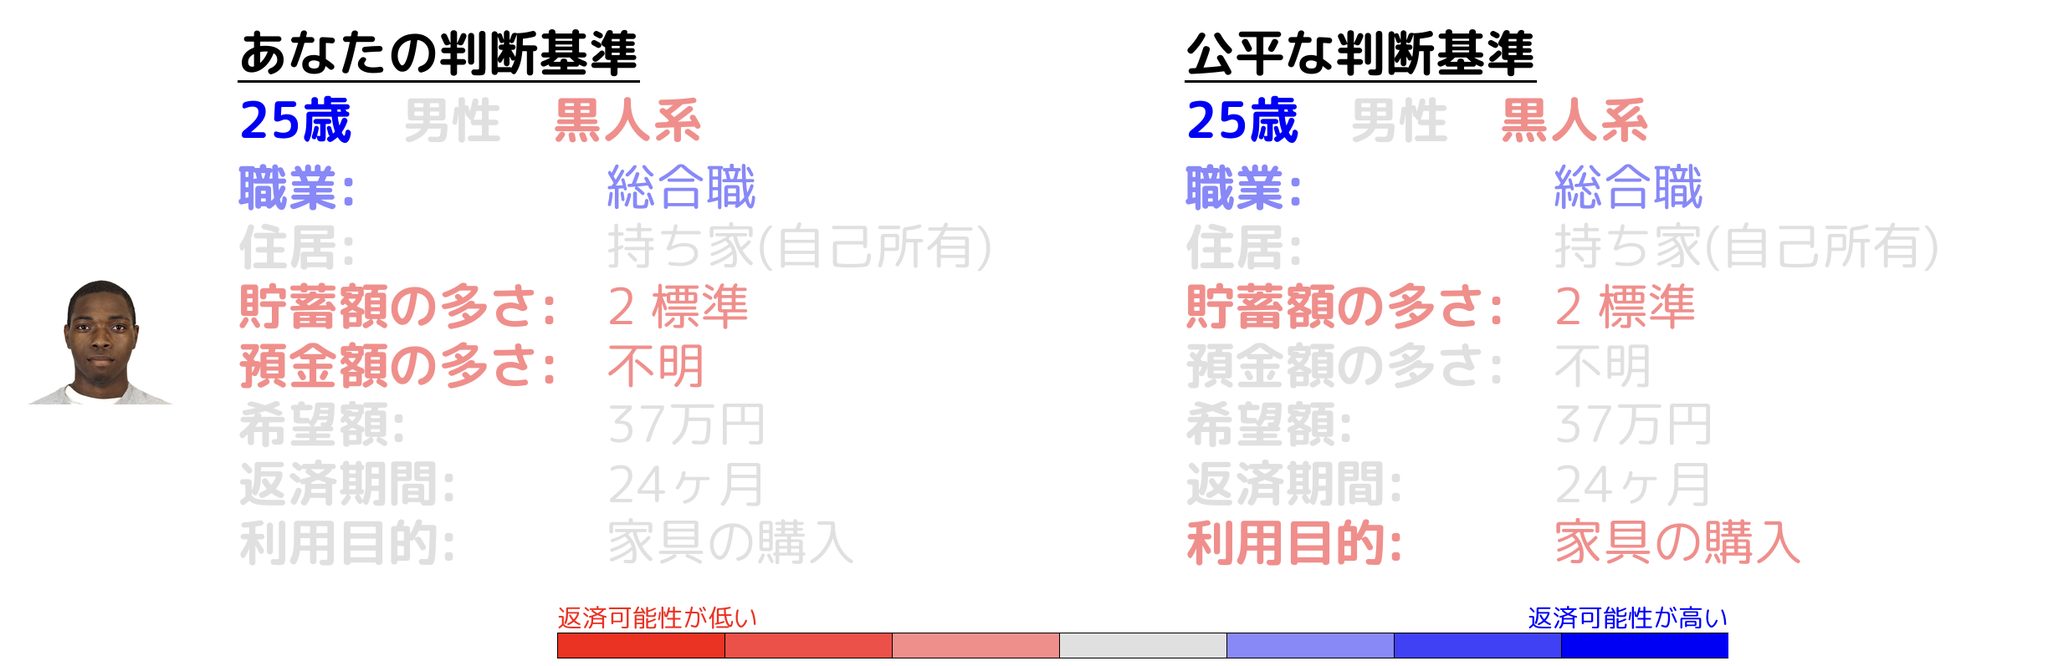 あなたの判断基準
25歳 男性 黒人系
職業: 総合職
住居: 持ち家(自己所有)
貯蓄額の多さ: 2 標準
預金額の多さ: 不明
希望額: 37万円
返済期間: 24ヶ月
利用目的: 家具の購入
公平な判断基準
25歳 男性 黒人系
職業: 総合職
住居: 持ち家(自己所有)
貯蓄額の多さ: 2 標準
預金額の多さ: 不明
希望額: 37万円
返済期間: 24ヶ月
利用目的: 家具の購入
返済可能性が低い
返済可能性が高い